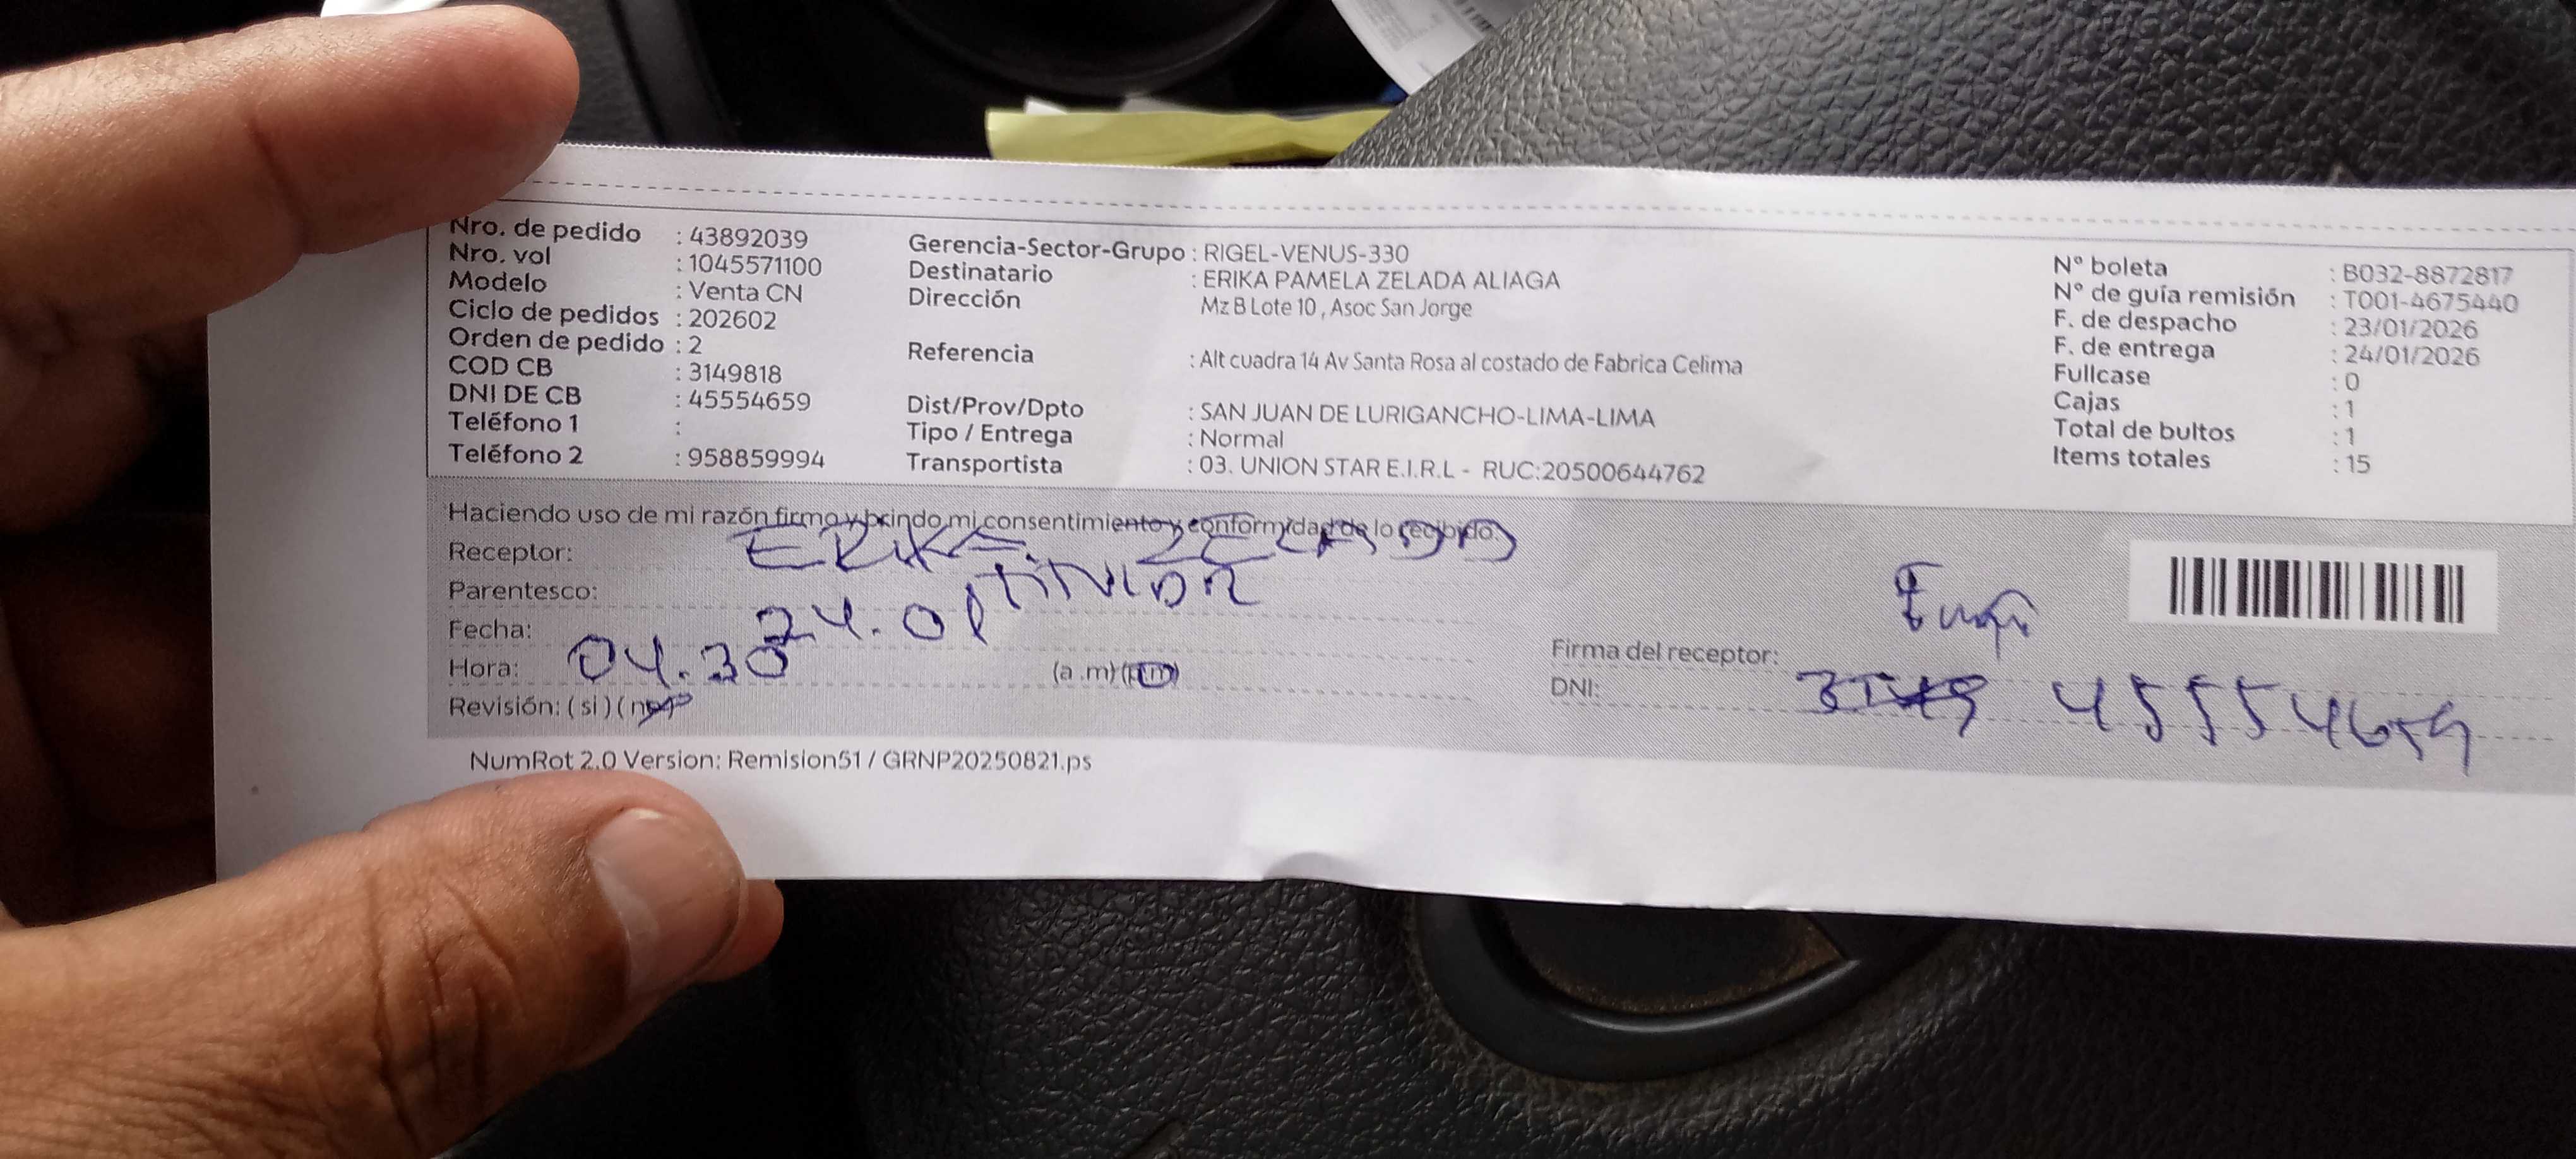 Nro. de pedido : 43892039
Nro. vol : 1045571100
Modelo : Venta CN
Ciclo de pedidos : 202602
Orden de pedido : 2
COD CB : 3149818
DNI DE CB : 45554659
Teléfono 1 :
Teléfono 2 : 958859994
Gerencia-Sector-Grupo : RIGEL-VENUS-330
Destinatario : ERIKA PAMELA ZELADA ALIAGA
Dirección Mz B Lote 10 , Asoc San Jorge
Referencia : Alt cuadra 14 Av Santa Rosa al costado de Fabrica Celima
Dist/Prov/Dpto : SAN JUAN DE LURIGANCHO-LIMA-LIMA
Tipo / Entrega : Normal
Transportista : 03. UNION STAR E.I.R.L - RUC:20500644762
N° boleta : B032-8872817
N° de guía remisión : T001-4675440
F. de despacho : 23/01/2026
F. de entrega : 24/01/2026
Fullcase : 0
Cajas : 1
Total de bultos : 1
Items totales : 15
Haciendo uso de mi razón firmo y brindo mi consentimiento y conformidad de lo recibido.
Receptor: ERIKA ZELADA
Parentesco:
Fecha: 24.01
Hora: 04.30 (a.m)(p.m)
Revisión: (si) (no)
Firma del receptor:
DNI: 45554659
NumRot 2.0 Version: Remision51 / GRNP20250821.ps